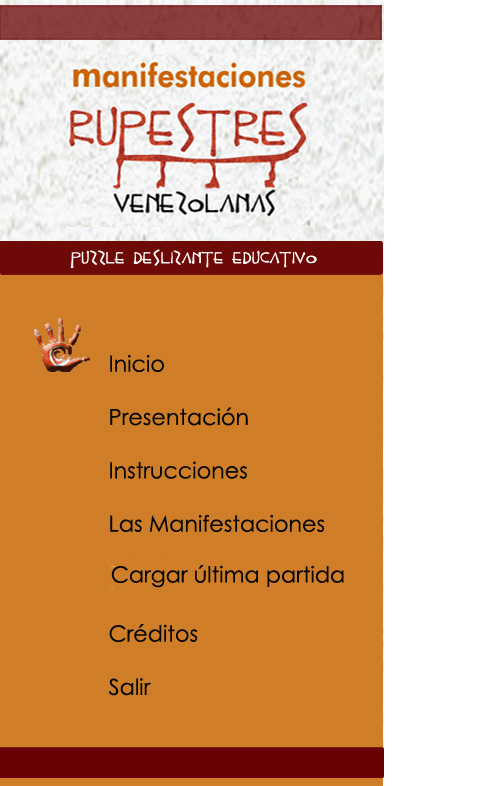 manifestaciones
RUPESTRES
VENEZOLANAS
PUZZLE DESLIZANTE EDUCATIVO
Inicio
Presentación
Instrucciones
Las Manifestaciones
Cargar última partida
Créditos
Salir